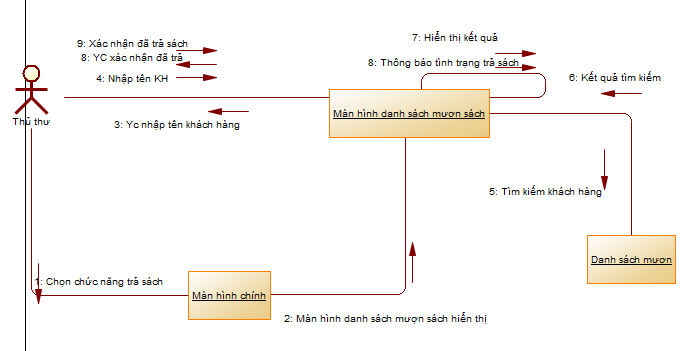 7: Hiển thị kết quả
9: Xác nhận đã trả sách
8: YC xác nhận đã trả
8: Thông báo tình trạng trả sách
4: Nhập tên KH
6: Kết quả tìm kiếm
Thủ thư
Màn hình danh sách mươn sách
3: Yc nhập tên khách hàng
5: Tìm kiếm khách hàng
Danh sách mươn
1: Chọn chức năng trả sách
Màn hình chính
2: Màn hình danh sách mượn sách hiển thị